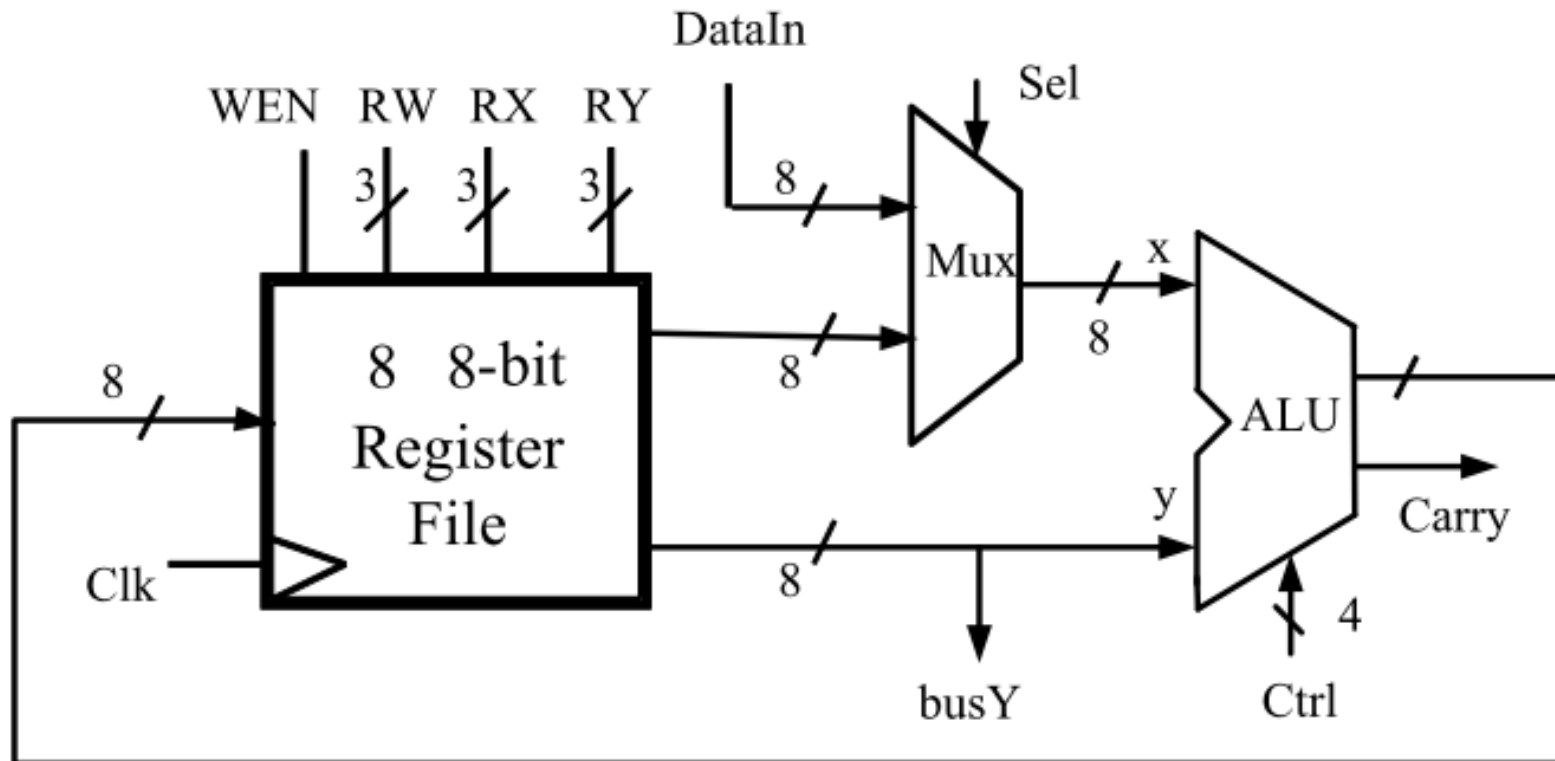 DataIn
Sel
WEN RW RX RY
3 3 3
8
Mux
x
8
8 8-bit
Register
File
8
8
ALU
y
Carry
Clk
8
4
busY
Ctrl